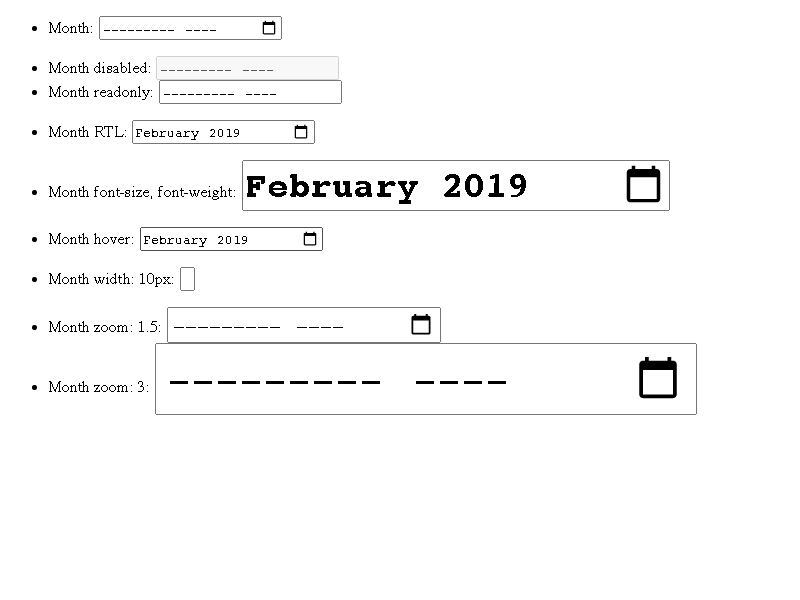 Month: --------- ----
Month disabled: --------- ----
Month readonly: --------- ----
Month RTL: February 2019
Month font-size, font-weight: February 2019
Month hover: February 2019
Month width: 10px:
Month zoom: 1.5: --------- ----
Month zoom: 3: --------- ----